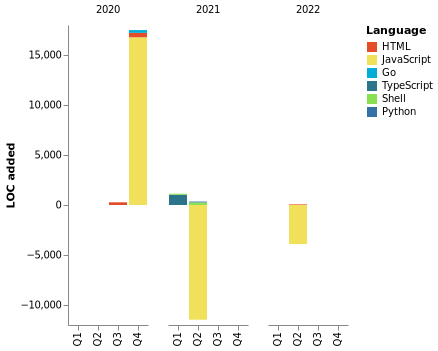 2020 2021 2022
Language
HTML
JavaScript
Go
TypeScript
Shell
Python
LOC added
15,000
10,000
5,000
0
−5,000
−10,000
Q1 Q2 Q3 Q4 Q1 Q2 Q3 Q4 Q1 Q2 Q3 Q4